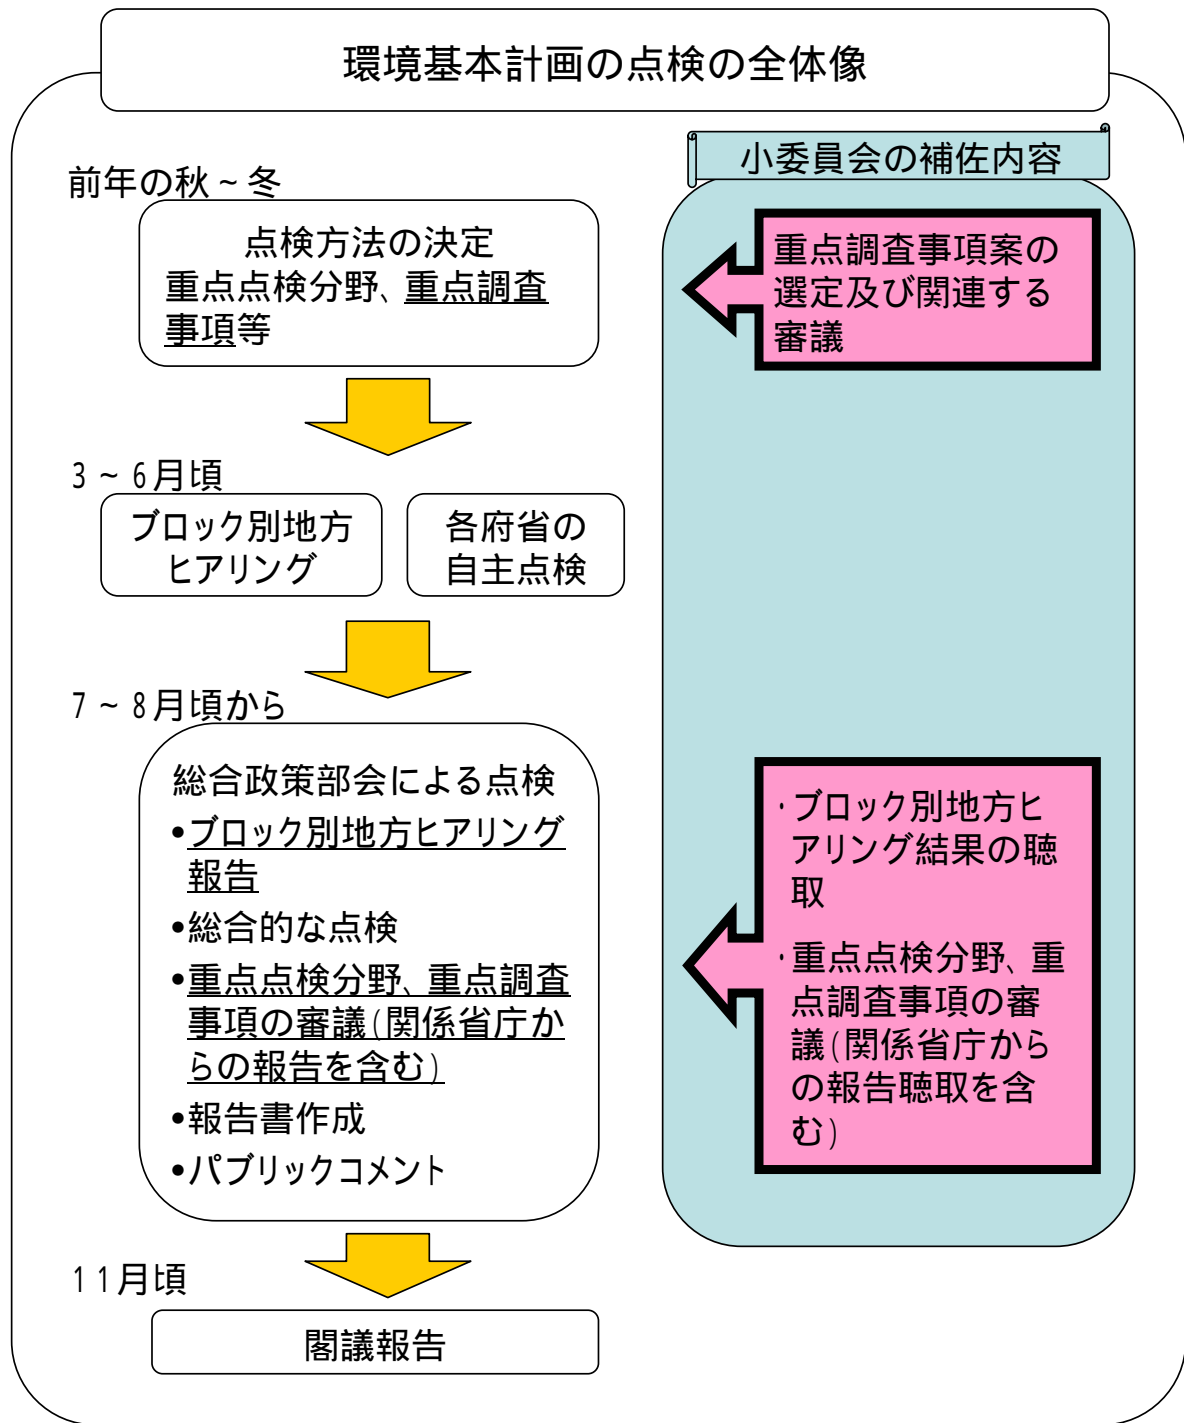 環境基本計画の点検の全体像
前年の秋~冬
点検方法の決定
重点点検分野、重点調査
事項等
3~6月頃
ブロック別地方
ヒアリング
各府省の
自主点検
7~8月頃から
総合政策部会による点検
•ブロック別地方ヒアリング
報告
•総合的な点検
•重点点検分野、重点調査
事項の審議(関係省庁か
らの報告を含む)
•報告書作成
•パブリックコメント
11月頃
閣議報告
小委員会の補佐内容
重点調査事項案の
選定及び関連する
審議
・ブロック別地方ヒ
アリング結果の聴
取
・重点点検分野、重
点調査事項の審
議(関係省庁から
の報告聴取を含
む)